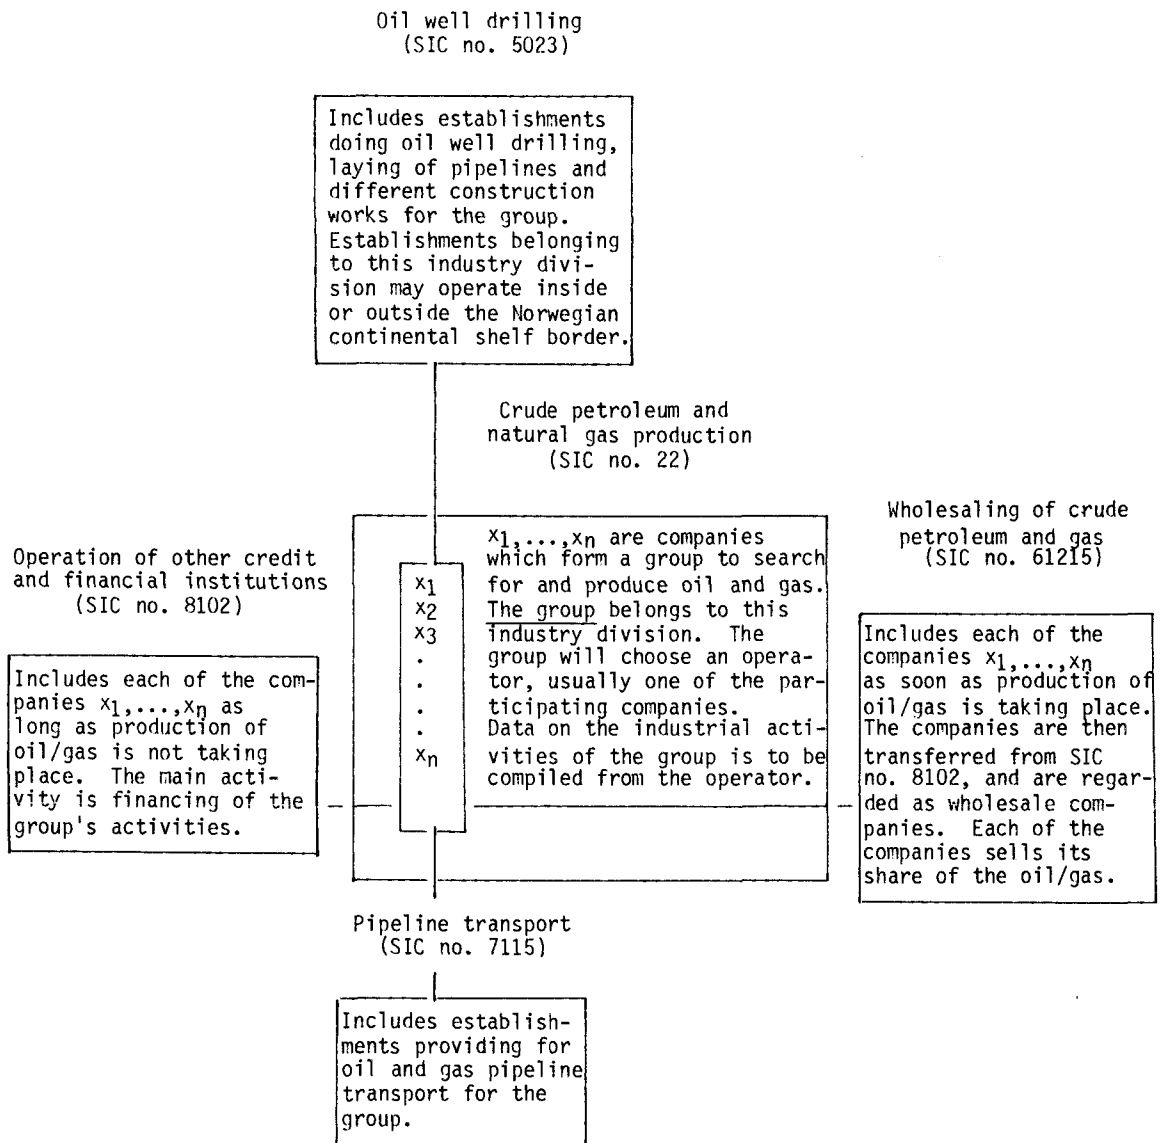 Oil well drilling
(SIC no. 5023)
Includes establishments
doing oil well drilling,
laying of pipelines and
different construction
works for the group.
Establishments belonging
to this industry divi-
sion may operate inside
or outside the Norwegian
continental shelf border.
Crude petroleum and
natural gas production
(SIC no. 22)
x1,...,xn are companies
which form a group to search
for and produce oil and gas.
The group belongs to this
industry division. The
group will choose an opera-
tor, usually one of the par-
ticipating companies.
Data on the industrial acti-
vities of the group is to be
compiled from the operator.
x1
x2
x3
.
.
.
.
xn
Operation of other credit
and financial institutions
(SIC no. 8102)
Includes each of the com-
panies x1,...,xn as
long as production of
oil/gas is not taking
place. The main acti-
vity is financing of the
group's activities.
Wholesaling of crude
petroleum and gas
(SIC no. 61215)
Includes each of the
companies x1,...,xn
as soon as production of
oil/gas is taking place.
The companies are then
transferred from SIC
no. 8102, and are regar-
ded as wholesale com-
panies. Each of the
companies sells its
share of the oil/gas.
Pipeline transport
(SIC no. 7115)
Includes establish-
ments providing for
oil and gas pipeline
transport for the
group.